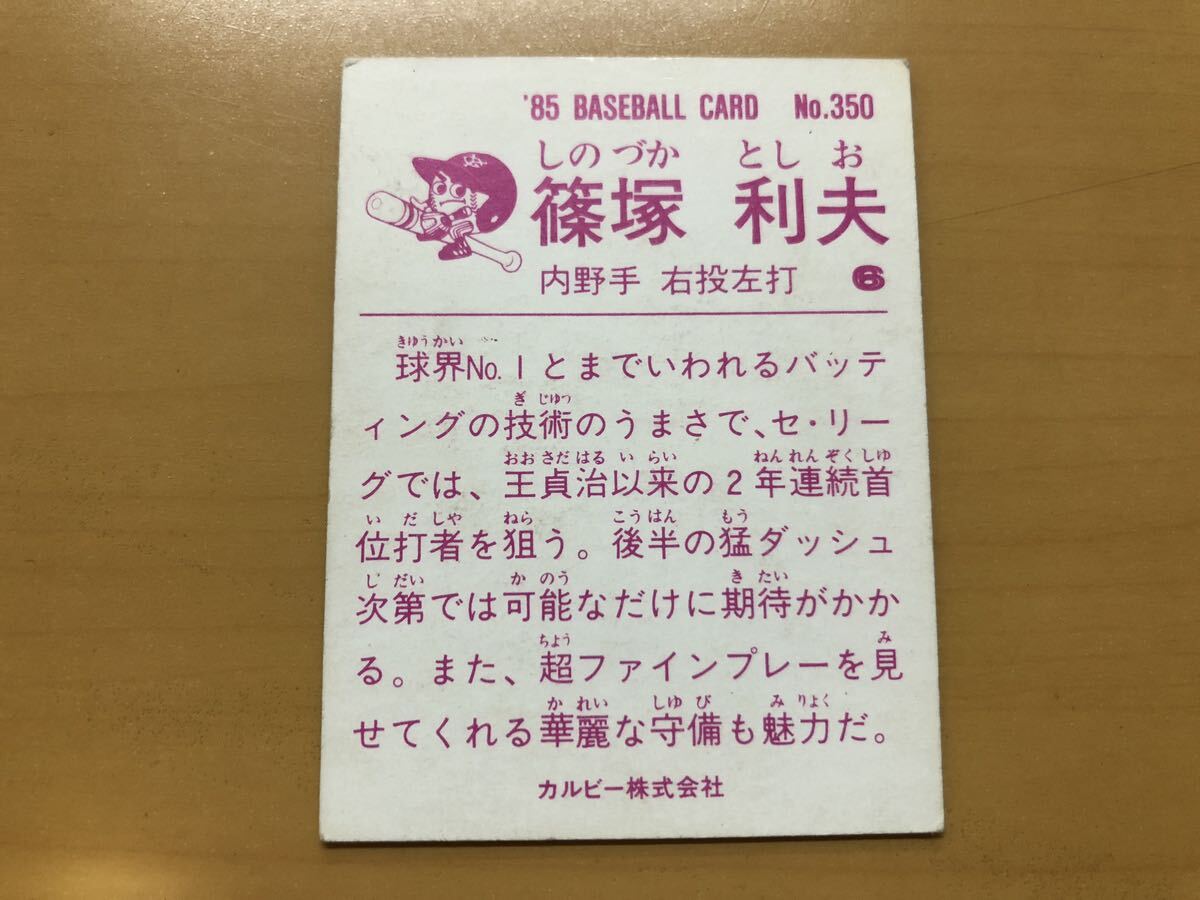 '85 BASEBALL CARD No.350
しのづか としお
篠塚 利夫
内野手 右投左打 6
きゆうかい
球界No.1とまでいわれるバッテ
ぎじゆつ
ィングの技術のうまさで、セ・リー
おおさだはるいらい ねんれんぞくしゆ
グでは、王貞治以来の2年連続首
いだしや ねら こうはん もう
位打者を狙う。後半の猛ダッシュ
しだい かのう きたい
次第では可能なだけに期待がかか
ちよう み
る。また、超ファインプレーを見
かれい しゆび みりよく
せてくれる華麗な守備も魅力だ。
カルビー株式会社